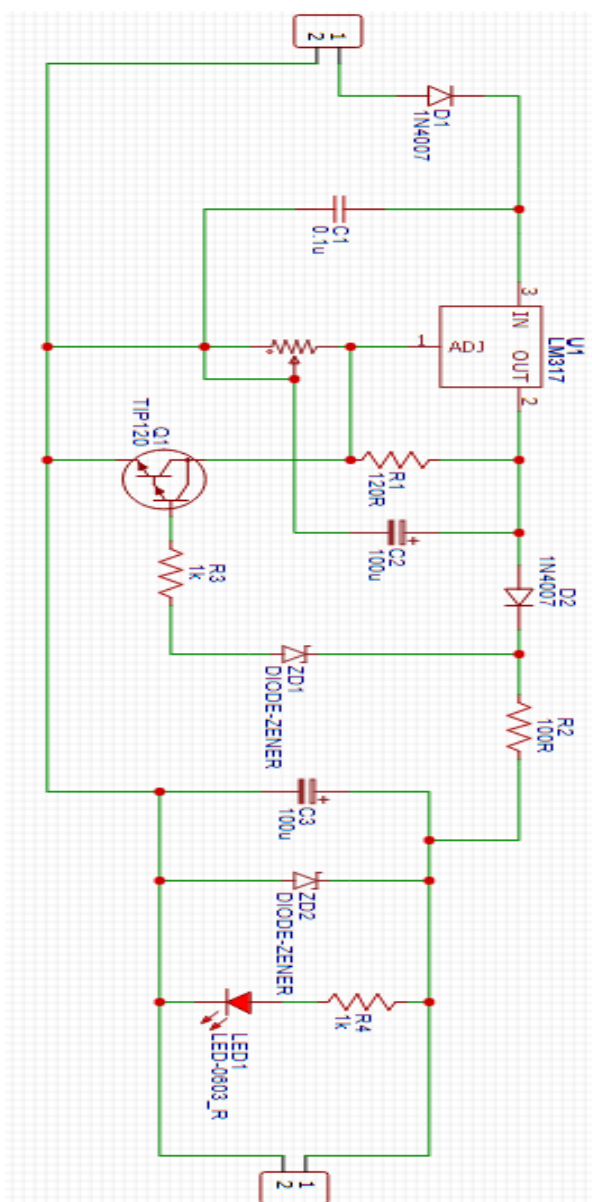 1
2
D1
1N4007
C1
0.1u
U1
LM317
3
IN
ADJ
1
OUT
2
Q1
TIP120
R1
120R
C2
100u
D2
1N4007
R3
1k
ZD1
DIODE-ZENER
R2
100R
C3
100u
ZD2
DIODE-ZENER
R4
1k
LED1
LED-0603_R
1
2